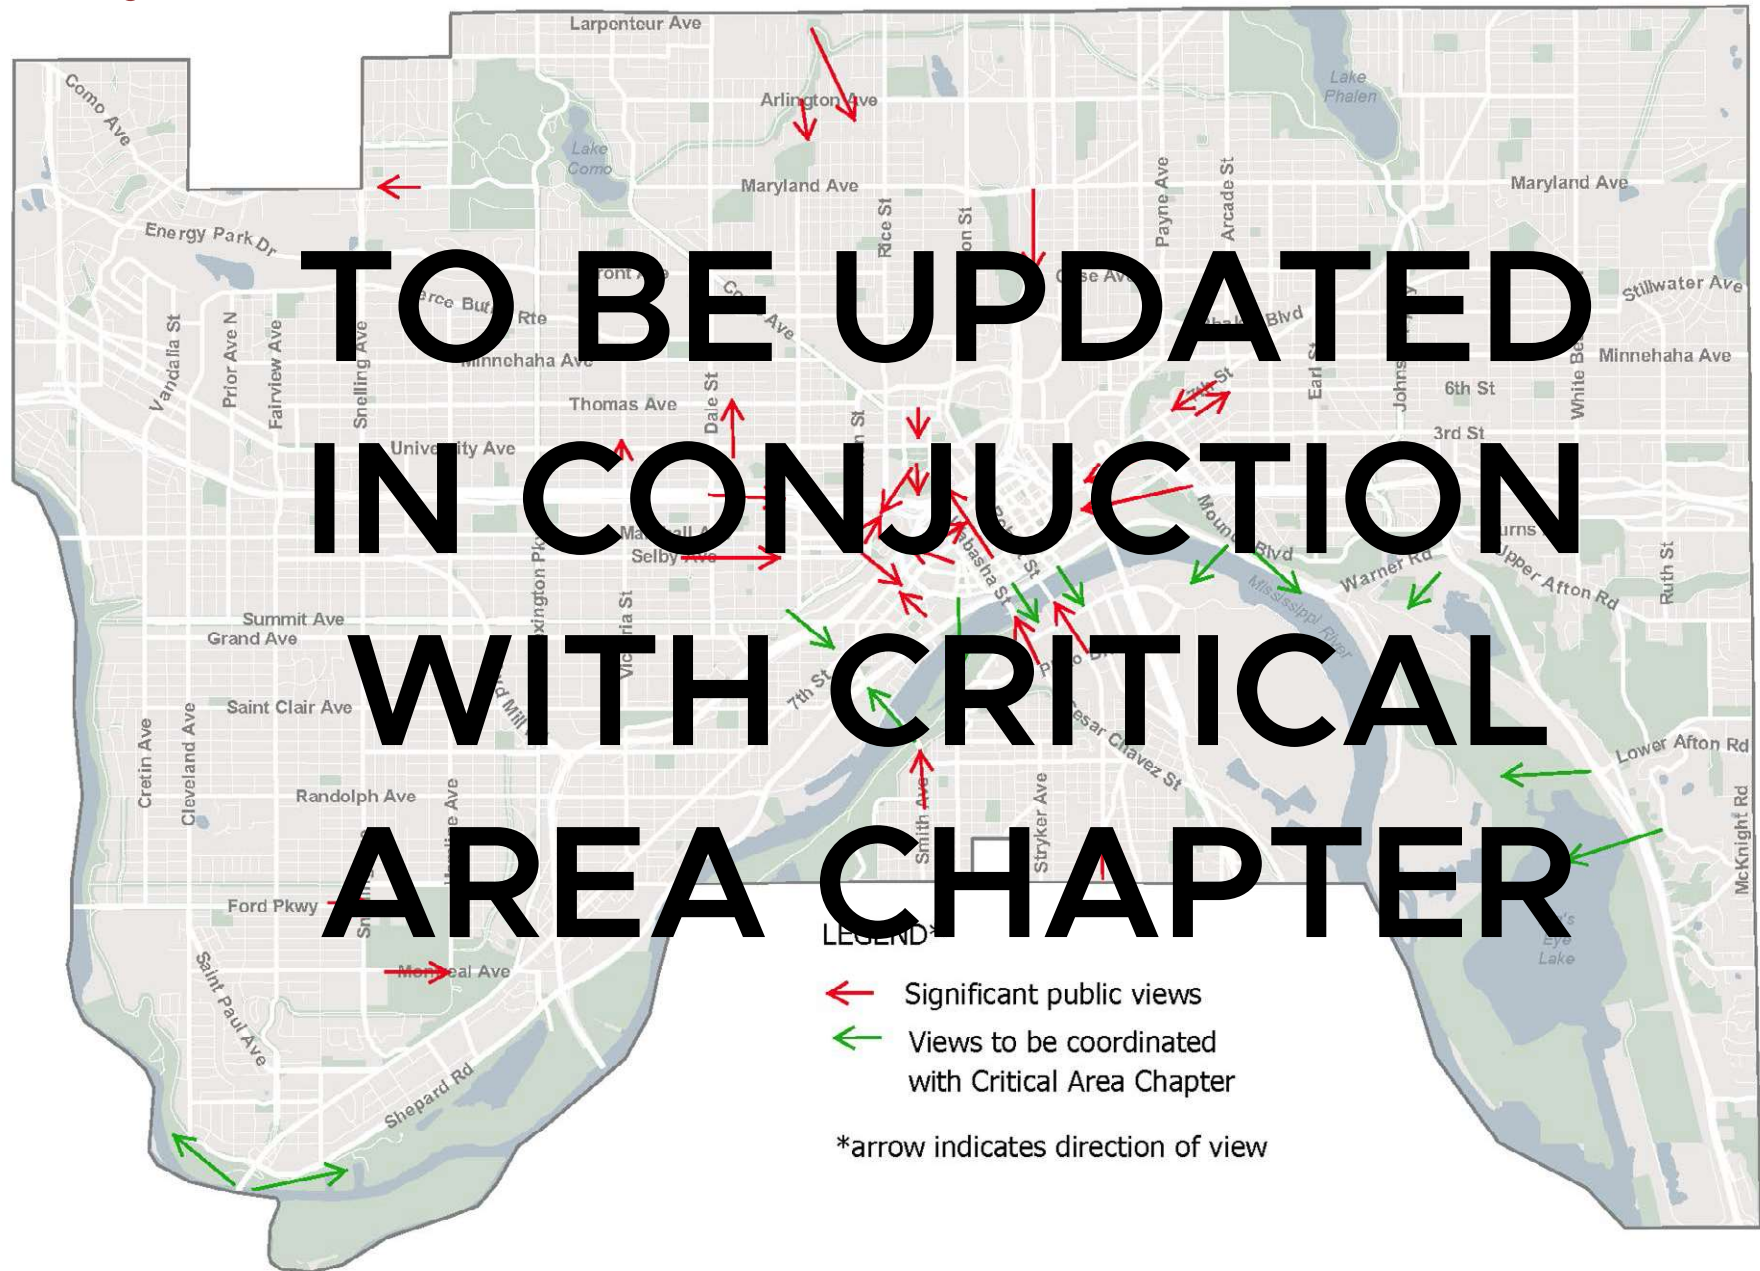 Larpenteur Ave
Como Ave
Arlington Ave
Lake
Phalen
Lake
Como
Maryland Ave
Maryland Ave
Payne Ave
Arcade St
Rice St
Energy Park Dr
Stillwater Ave
TO BE UPDATED
Minnehaha Ave
Minnehaha Ave
Vandalia St
Prior Ave N
Fairview Ave
Snelling Ave
Earl St
6th St
Thomas Ave
Dale St
3rd St
University Ave
IN CONJUCTION
Selby Ave
Wabasha St
Mississippi River
Warner Rd
Upper Afton Rd
Ruth St
Summit Ave
Grand Ave
WITH CRITICAL
7th St
Saint Clair Ave
Cretin Ave
Cleveland Ave
Cesar Chavez St
Lower Afton Rd
Randolph Ave
Smith Ave
Stryker Ave
McKnight Rd
AREA CHAPTER
Ford Pkwy
Lake
Saint Paul Ave
Montreal Ave
Shepard Rd
LEGEND*
Significant public views
Views to be coordinated
with Critical Area Chapter
*arrow indicates direction of view